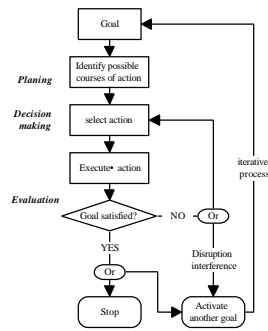 Goal
Identify possible
courses of action
Planing
Decision
making
select action
Execute• action
iterative
process
Evaluation
Goal satisfied?
NO
Or
YES
Disruption
interference
Or
Stop
Activate
another goal